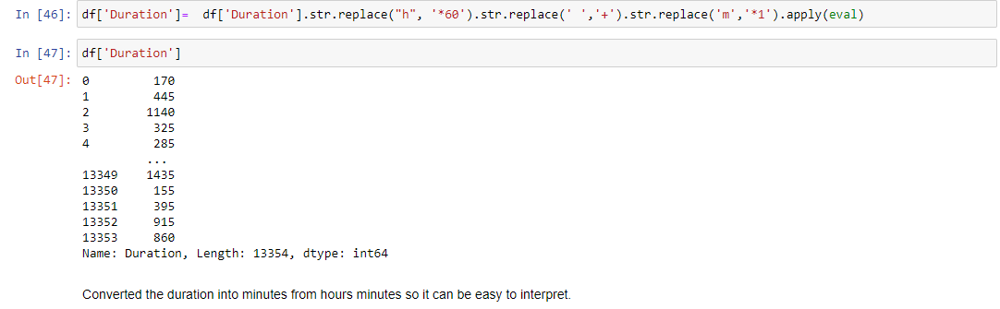 In [46]: df['Duration']=  df['Duration'].str.replace("h", '*60').str.replace(' ','+').str.replace('m','*1').apply(eval)
In [47]: df['Duration']
Out[47]: 0         170
1         445
2        1140
3         325
4         285
...
13349    1435
13350     155
13351     395
13352     915
13353     860
Name: Duration, Length: 13354, dtype: int64
Converted the duration into minutes from hours minutes so it can be easy to interpret.